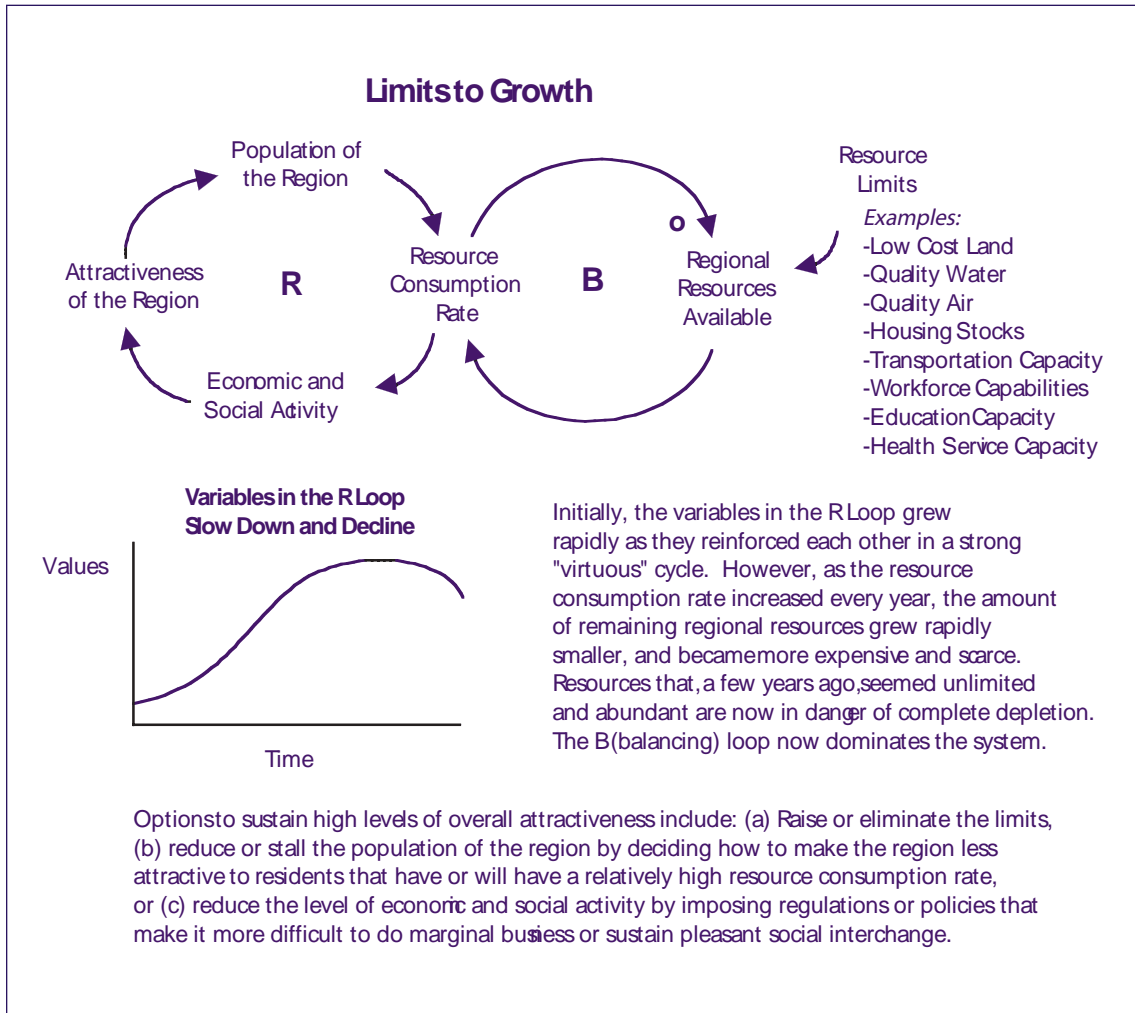 Limits to Growth
Population of
the Region
Attractiveness
of the Region
R
Resource
Consumption
Rate
Economic and
Social Activity
B
o
Regional
Resources
Available
Resource
Limits
Examples:
-Low Cost Land
-Quality Water
-Quality Air
-Housing Stocks
-Transportation Capacity
-Workforce Capabilities
-Education Capacity
-Health Service Capacity
Variables in the R Loop
Slow Down and Decline
Values
Time
Initially, the variables in the R Loop grew
rapidly as they reinforced each other in a strong
"virtuous" cycle. However, as the resource
consumption rate increased every year, the amount
of remaining regional resources grew rapidly
smaller, and became more expensive and scarce.
Resources that, a few years ago, seemed unlimited
and abundant are now in danger of complete depletion.
The B (balancing) loop now dominates the system.
Options to sustain high levels of overall attractiveness include: (a) Raise or eliminate the limits,
(b) reduce or stall the population of the region by deciding how to make the region less
attractive to residents that have or will have a relatively high resource consumption rate,
or (c) reduce the level of economic and social activity by imposing regulations or policies that
make it more difficult to do marginal business or sustain pleasant social interchange.